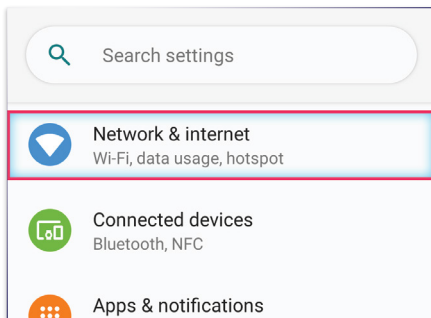 Search settings
Network & internet
Wi-Fi, data usage, hotspot
Connected devices
Bluetooth, NFC
Apps & notifications